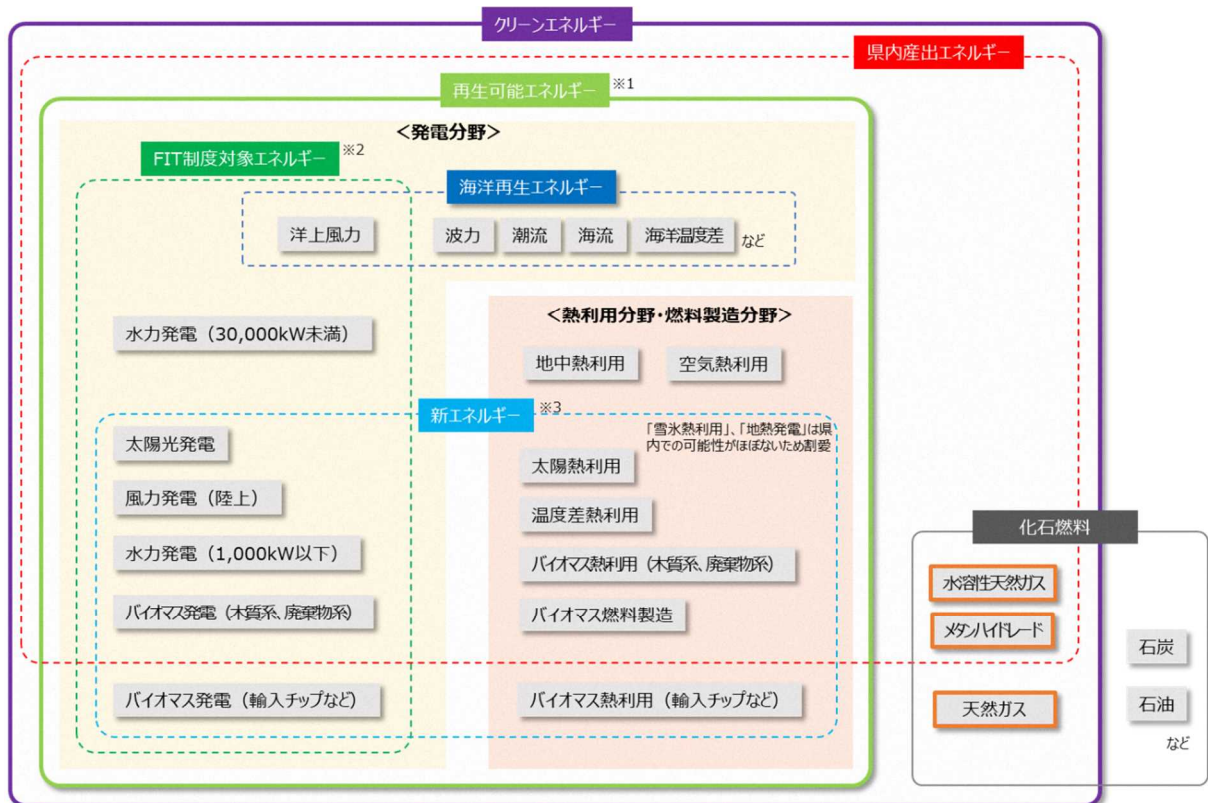 クリーンエネルギー
県内産出エネルギー
再生可能エネルギー ※1
＜発電分野＞
FIT制度対象エネルギー ※2
海洋再生エネルギー
洋上風力
波力
潮流
海流
海洋温度差
など
水力発電（30,000kW未満）
＜熱利用分野・燃料製造分野＞
地中熱利用
空気熱利用
新エネルギー ※3
「雪氷熱利用」、「地熱発電」は県
内での可能性がほぼないため割愛
太陽光発電
風力発電（陸上）
水力発電（1,000kW以下）
バイオマス発電（木質系、廃棄物系）
バイオマス発電（輸入チップなど）
太陽熱利用
温度差熱利用
バイオマス熱利用（木質系、廃棄物系）
バイオマス燃料製造
バイオマス熱利用（輸入チップなど）
化石燃料
水溶性天然ガス
メタンハイドレード
天然ガス
石炭
石油
など